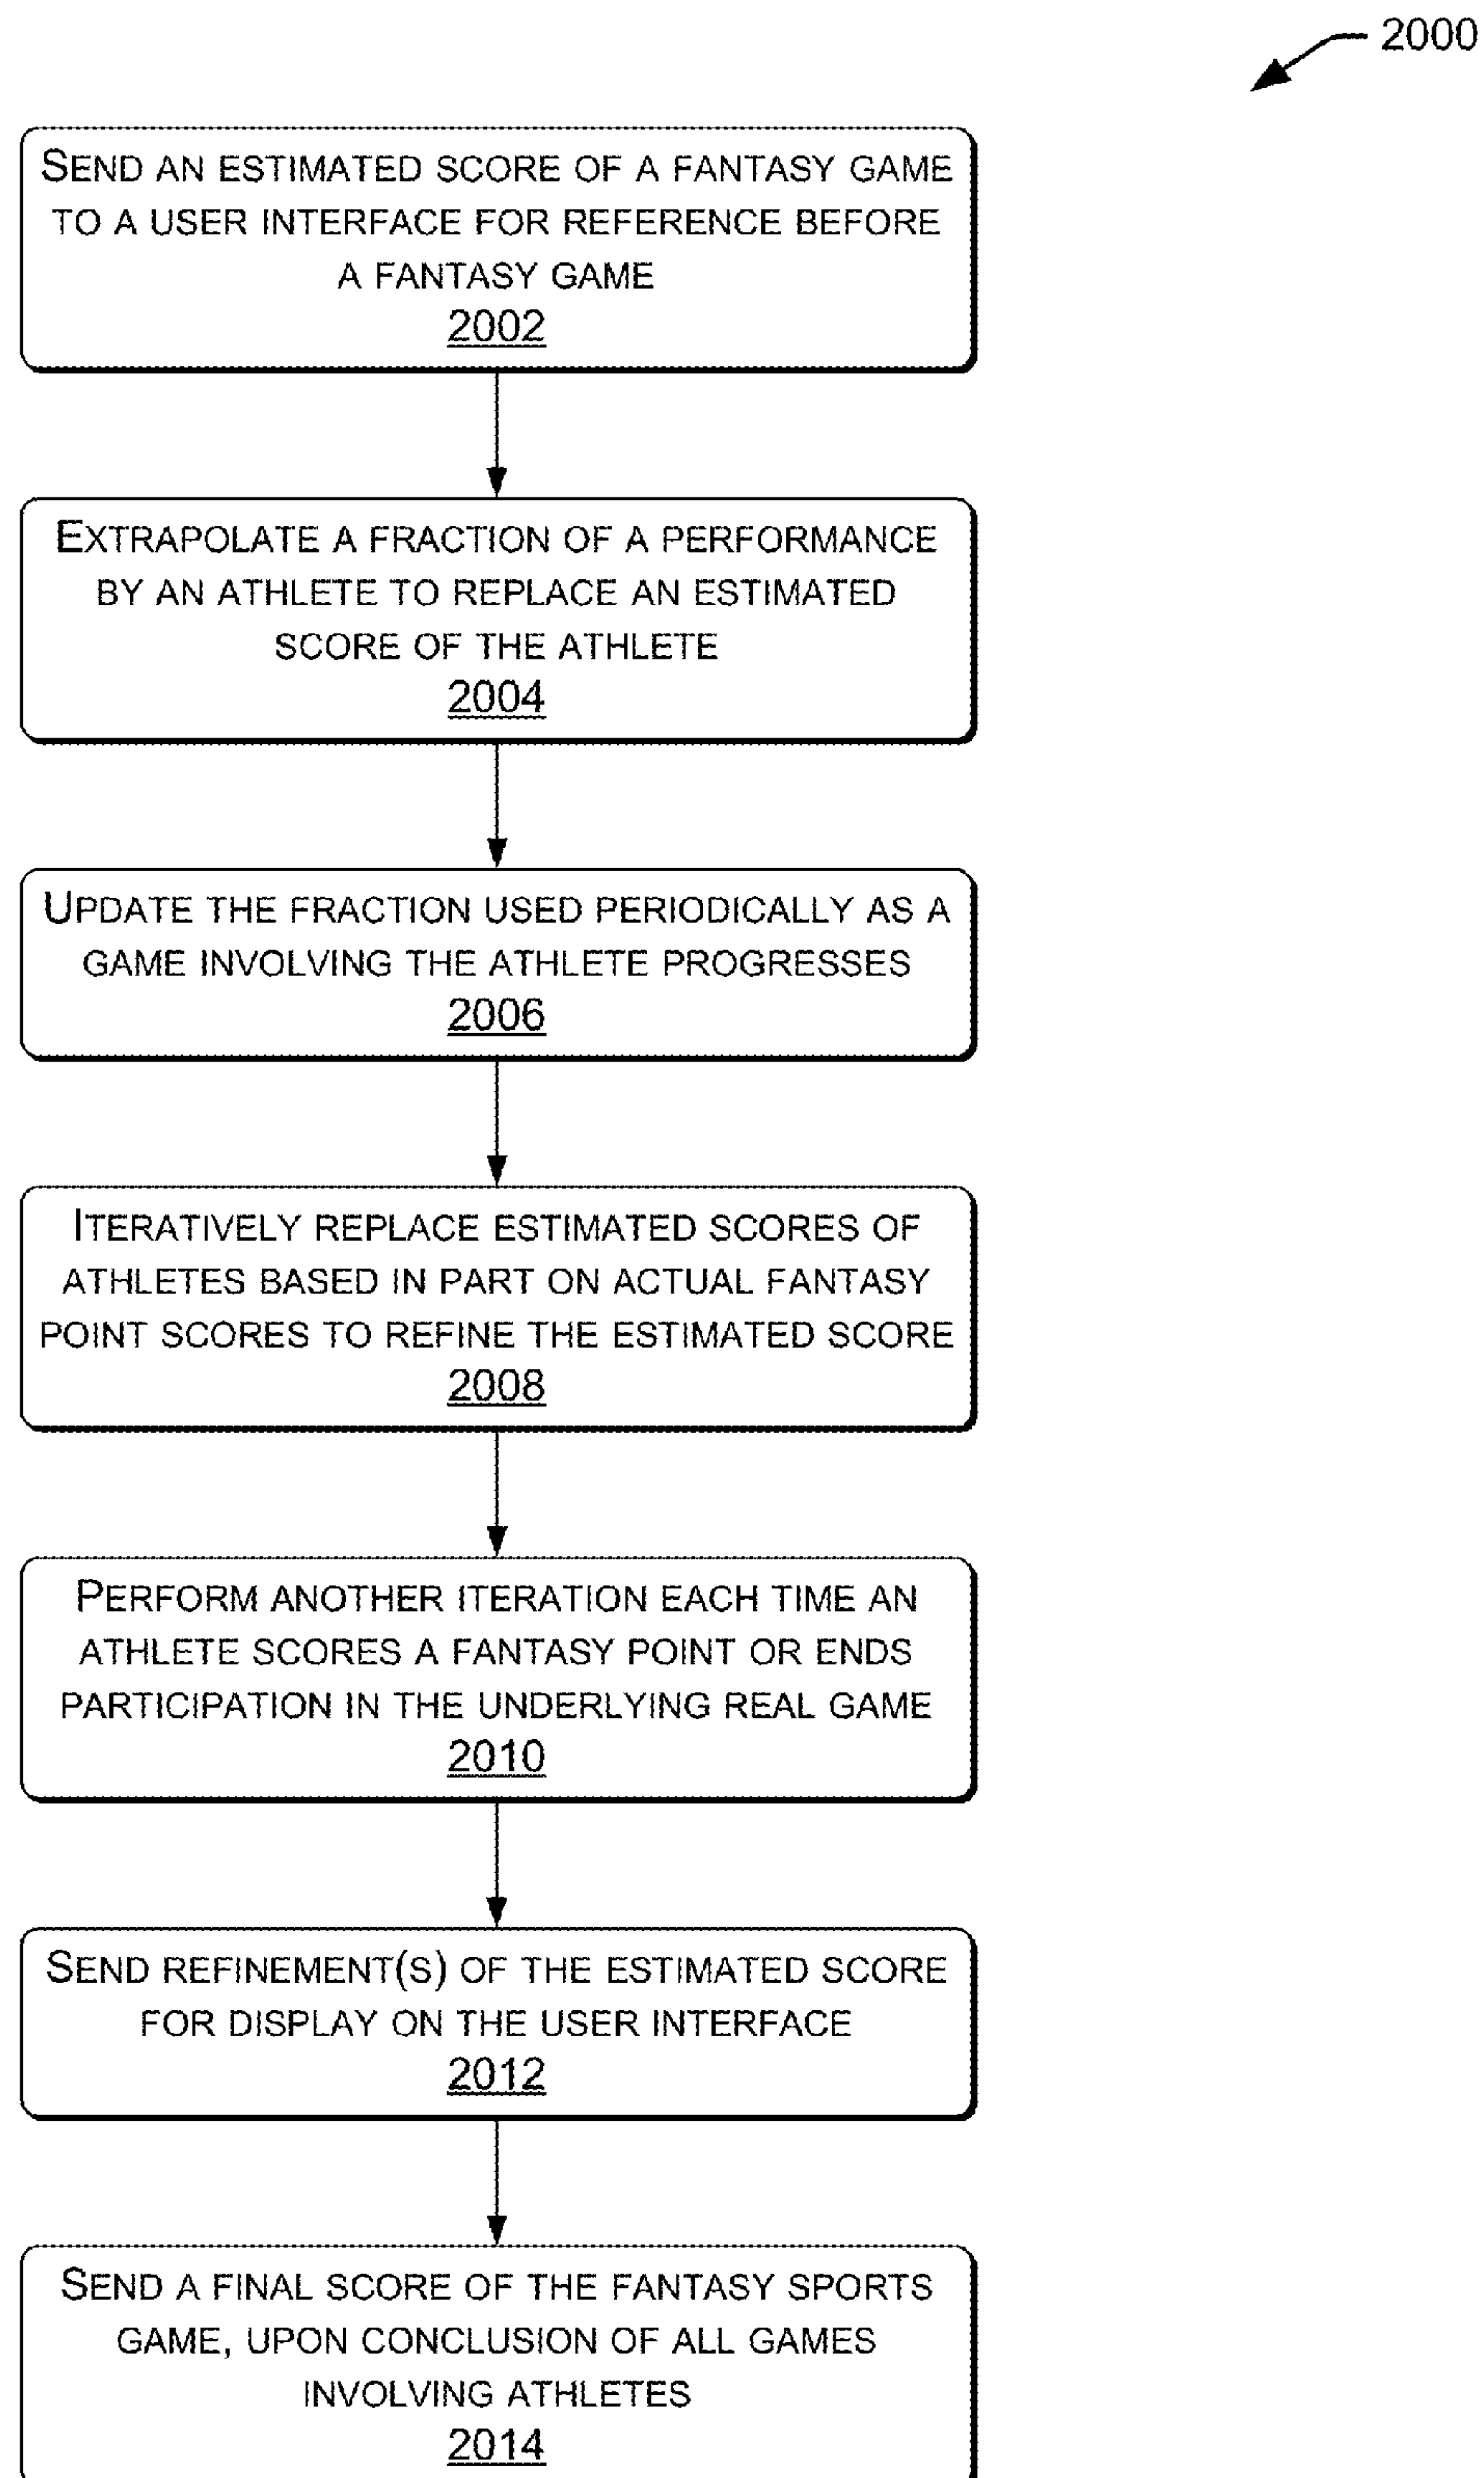 2000
SEND AN ESTIMATED SCORE OF A FANTASY GAME
TO A USER INTERFACE FOR REFERENCE BEFORE
A FANTASY GAME
2002
EXTRAPOLATE A FRACTION OF A PERFORMANCE
BY AN ATHLETE TO REPLACE AN ESTIMATED
SCORE OF THE ATHLETE
2004
UPDATE THE FRACTION USED PERIODICALLY AS A
GAME INVOLVING THE ATHLETE PROGRESSES
2006
ITERATIVELY REPLACE ESTIMATED SCORES OF
ATHLETES BASED IN PART ON ACTUAL FANTASY
POINT SCORES TO REFINE THE ESTIMATED SCORE
2008
PERFORM ANOTHER ITERATION EACH TIME AN
ATHLETE SCORES A FANTASY POINT OR ENDS
PARTICIPATION IN THE UNDERLYING REAL GAME
2010
SEND REFINEMENT(S) OF THE ESTIMATED SCORE
FOR DISPLAY ON THE USER INTERFACE
2012
SEND A FINAL SCORE OF THE FANTASY SPORTS
GAME, UPON CONCLUSION OF ALL GAMES
INVOLVING ATHLETES
2014